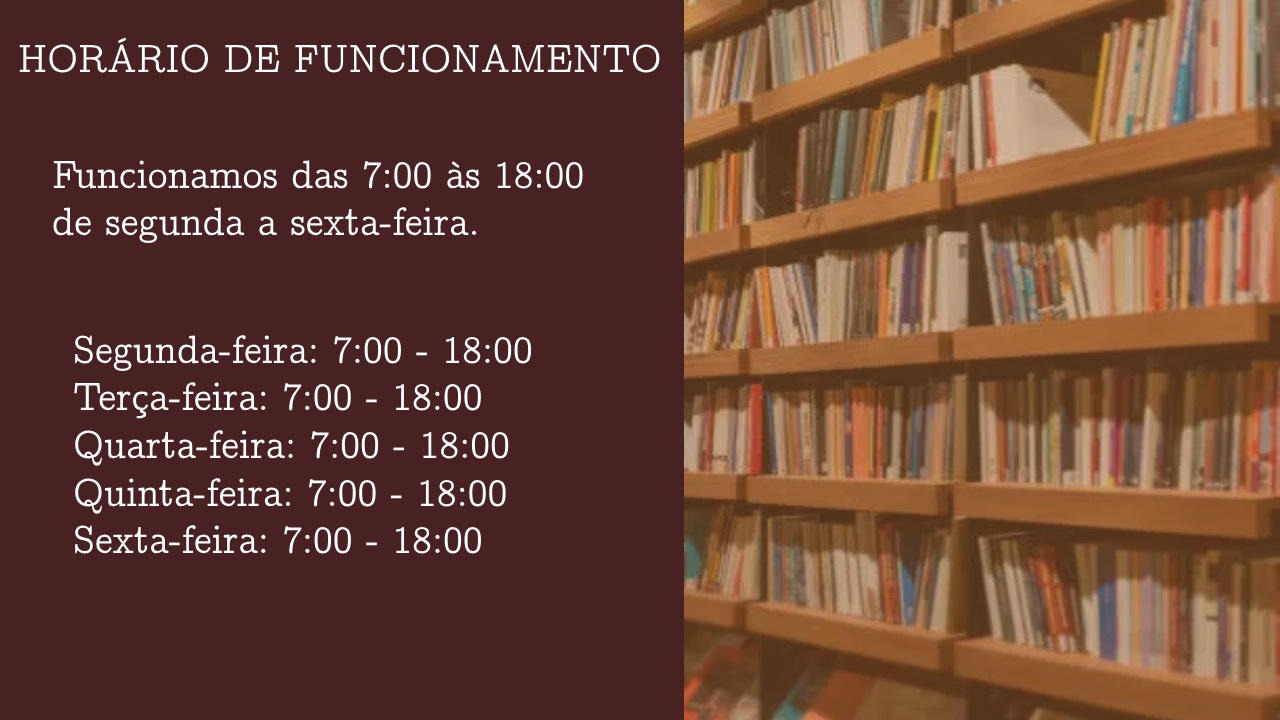 HORÁRIO DE FUNCIONAMENTO
Funcionamos das 7:00 às 18:00
de segunda a sexta-feira.
Segunda-feira: 7:00 - 18:00
Terça-feira: 7:00 - 18:00
Quarta-feira: 7:00 - 18:00
Quinta-feira: 7:00 - 18:00
Sexta-feira: 7:00 - 18:00